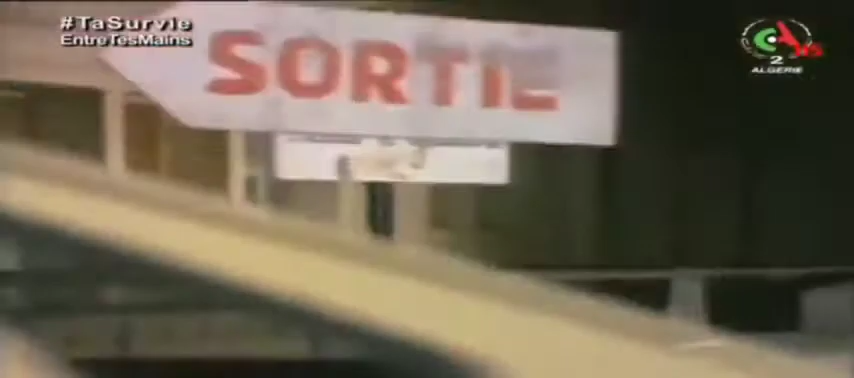 #TaSurvie
EntreTesMains
SORTIE
2
ALGERIE